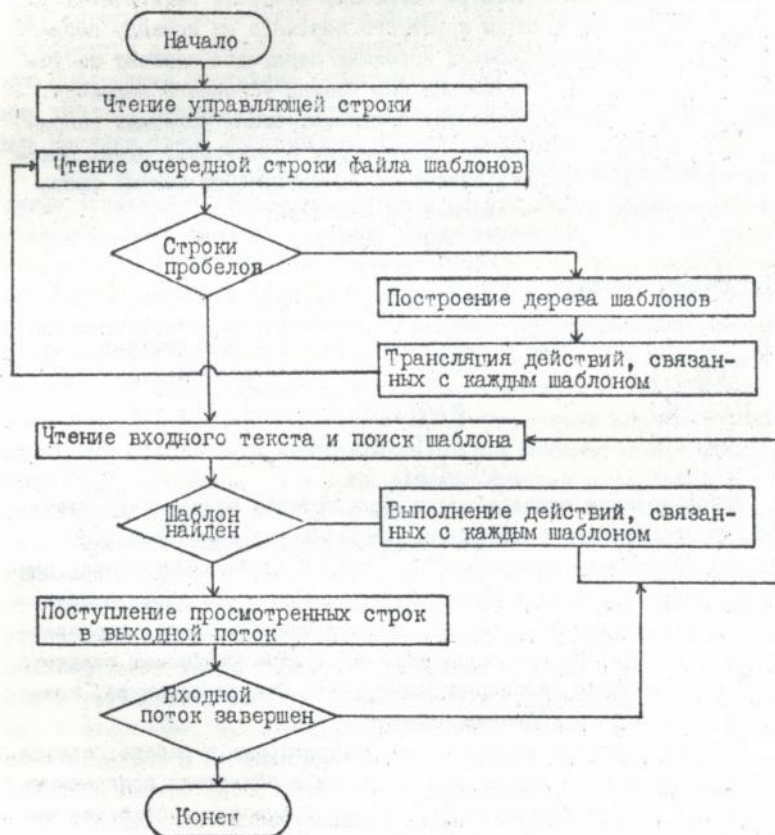 Начало
Чтение управляющей строки
Чтение очередной строки файла шаблонов
Строки
пробелов
Построение дерева шаблонов
Трансляция действий, связан-
ных с каждым шаблоном
Чтение входного текста и поиск шаблона
Шаблон
найден
Выполнение действий, связан-
ных с каждым шаблоном
Поступление просмотренных строк
в выходной поток
Входной
поток завершен
Конец